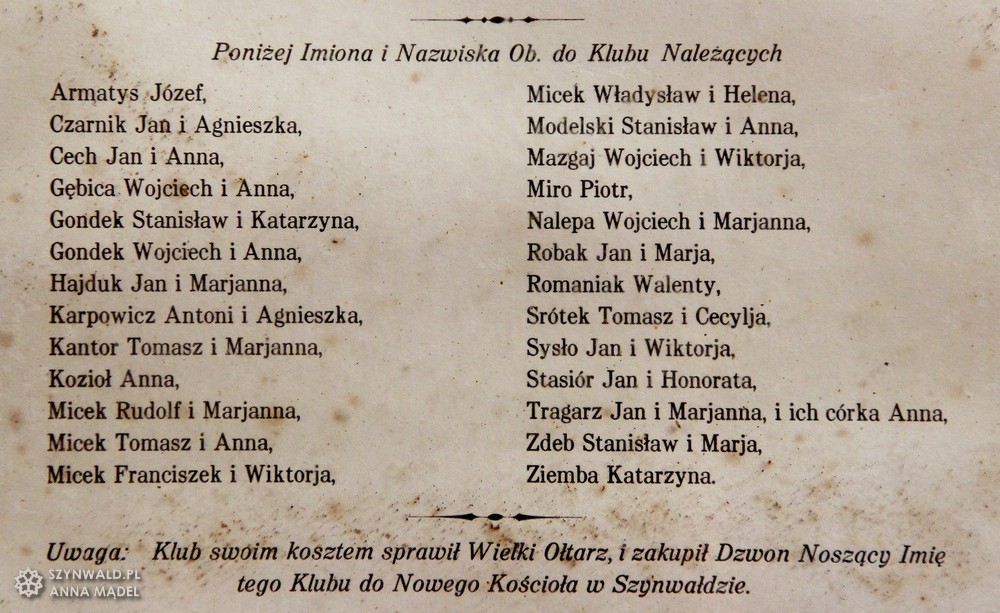 Poniżej Imiona i Nazwiska Ob. do Klubu Należących
Armatys Józef,
Czarnik Jan i Agnieszka,
Cech Jan i Anna,
Gębica Wojciech i Anna,
Gondek Stanisław i Katarzyna,
Gondek Wojciech i Anna,
Hajduk Jan i Marjanna,
Karpowicz Antoni i Agnieszka,
Kantor Tomasz i Marjanna,
Kozioł Anna,
Micek Rudolf i Marjanna,
Micek Tomasz i Anna,
Micek Franciszek i Wiktorja,
Micek Władysław i Helena,
Modelski Stanisław i Anna,
Mazgaj Wojciech i Wiktorja,
Miro Piotr,
Nalepa Wojciech i Marjanna,
Robak Jan i Marja,
Romaniak Walenty,
Srótek Tomasz i Cecylja,
Sysło Jan i Wiktorja,
Stasiór Jan i Honorata,
Tragarz Jan i Marjanna, i ich córka Anna,
Zdeb Stanisław i Marja,
Ziemba Katarzyna.
Uwaga: Klub swoim kosztem sprawił Wielki Ołtarz, i zakupił Dzwon Noszący Imię
tego Klubu do Nowego Kościoła w Szynwałdzie.
SZYNWALD.PL
ANNA MĄDEL